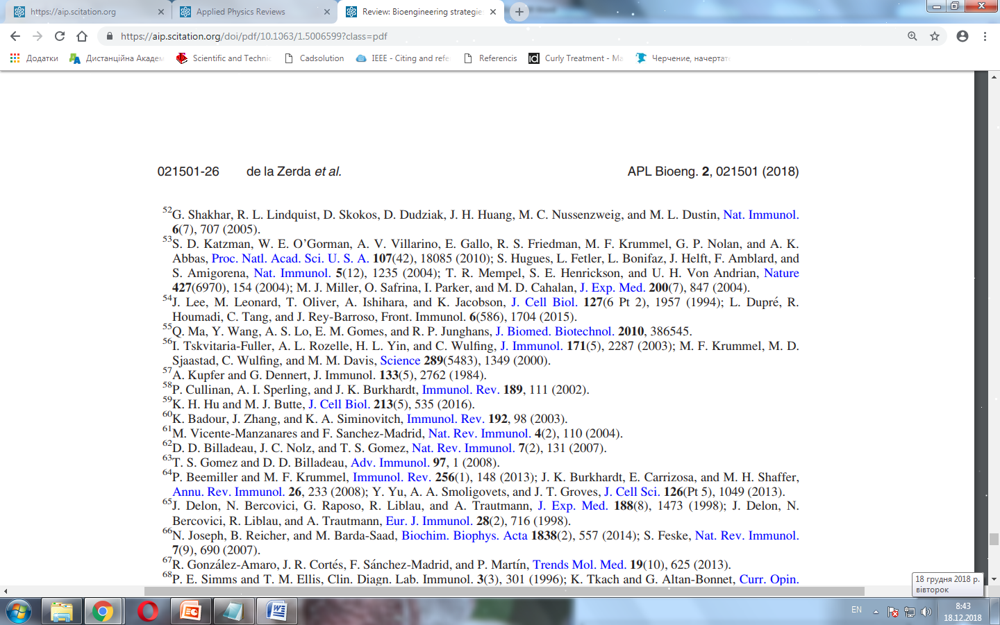 https://aip.scitation.org
Applied Physics Reviews
Review: Bioengineering strategie
https://aip.scitation.org/doi/pdf/10.1063/1.5006599?class=pdf
Додатки
Дистанційна Академ
Scientific and Technic
Cadsolution
IEEE - Citing and refe
Referencis
Curly Treatment - Ma
Черчение, начертат
021501-26 de la Zerda et al. APL Bioeng. 2, 021501 (2018)
52G. Shakhar, R. L. Lindquist, D. Skokos, D. Dudziak, J. H. Huang, M. C. Nussenzweig, and M. L. Dustin, Nat. Immunol.
6(7), 707 (2005).
53S. D. Katzman, W. E. O’Gorman, A. V. Villarino, E. Gallo, R. S. Friedman, M. F. Krummel, G. P. Nolan, and A. K.
Abbas, Proc. Natl. Acad. Sci. U. S. A. 107(42), 18085 (2010); S. Hugues, L. Fetler, L. Bonifaz, J. Helft, F. Amblard, and
S. Amigorena, Nat. Immunol. 5(12), 1235 (2004); T. R. Mempel, S. E. Henrickson, and U. H. Von Andrian, Nature
427(6970), 154 (2004); M. J. Miller, O. Safrina, I. Parker, and M. D. Cahalan, J. Exp. Med. 200(7), 847 (2004).
54J. Lee, M. Leonard, T. Oliver, A. Ishihara, and K. Jacobson, J. Cell Biol. 127(6 Pt 2), 1957 (1994); L. Dupré, R.
Houmadi, C. Tang, and J. Rey-Barroso, Front. Immunol. 6(586), 1704 (2015).
55Q. Ma, Y. Wang, A. S. Lo, E. M. Gomes, and R. P. Junghans, J. Biomed. Biotechnol. 2010, 386545.
56I. Tskvitaria-Fuller, A. L. Rozelle, H. L. Yin, and C. Wulfing, J. Immunol. 171(5), 2287 (2003); M. F. Krummel, M. D.
Sjaastad, C. Wulfing, and M. M. Davis, Science 289(5483), 1349 (2000).
57A. Kupfer and G. Dennert, J. Immunol. 133(5), 2762 (1984).
58P. Cullinan, A. I. Sperling, and J. K. Burkhardt, Immunol. Rev. 189, 111 (2002).
59K. H. Hu and M. J. Butte, J. Cell Biol. 213(5), 535 (2016).
60K. Badour, J. Zhang, and K. A. Siminovitch, Immunol. Rev. 192, 98 (2003).
61M. Vicente-Manzanares and F. Sanchez-Madrid, Nat. Rev. Immunol. 4(2), 110 (2004).
62D. D. Billadeau, J. C. Nolz, and T. S. Gomez, Nat. Rev. Immunol. 7(2), 131 (2007).
63T. S. Gomez and D. D. Billadeau, Adv. Immunol. 97, 1 (2008).
64P. Beemiller and M. F. Krummel, Immunol. Rev. 256(1), 148 (2013); J. K. Burkhardt, E. Carrizosa, and M. H. Shaffer,
Annu. Rev. Immunol. 26, 233 (2008); Y. Yu, A. A. Smoligovets, and J. T. Groves, J. Cell Sci. 126(Pt 5), 1049 (2013).
65J. Delon, N. Bercovici, G. Raposo, R. Liblau, and A. Trautmann, J. Exp. Med. 188(8), 1473 (1998); J. Delon, N.
Bercovici, R. Liblau, and A. Trautmann, Eur. J. Immunol. 28(2), 716 (1998).
66N. Joseph, B. Reicher, and M. Barda-Saad, Biochim. Biophys. Acta 1838(2), 557 (2014); S. Feske, Nat. Rev. Immunol.
7(9), 690 (2007).
67R. González-Amaro, J. R. Cortés, F. Sánchez-Madrid, and P. Martín, Trends Mol. Med. 19(10), 625 (2013).
68P. E. Simms and T. M. Ellis, Clin. Diagn. Lab. Immunol. 3(3), 301 (1996); K. Tkach and G. Altan-Bonnet, Curr. Opin.
18 грудня 2018 р.
вівторок
EN
8:43
18.12.2018